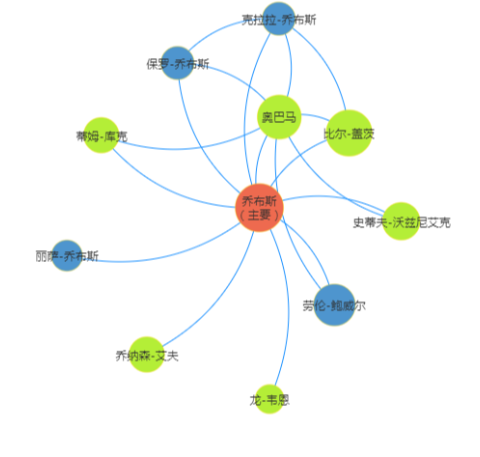 克拉拉-乔布斯
保罗-乔布斯
奥巴马
比尔-盖茨
蒂姆-库克
乔布斯
（主要）
史蒂夫-沃兹尼艾克
丽萨-乔布斯
劳伦-鲍威尔
乔纳森-艾夫
龙-韦恩